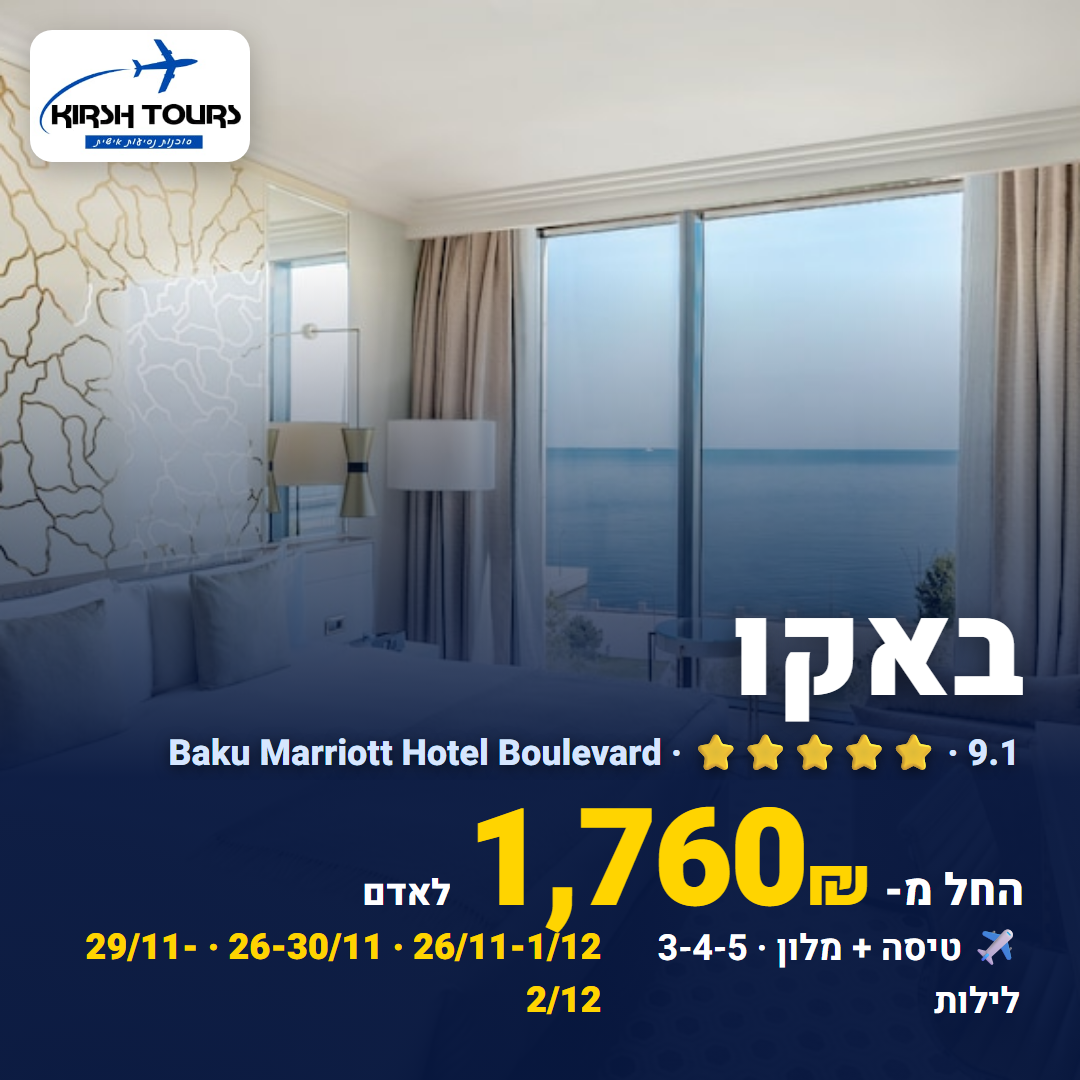 KIRSH TOURS
סוכנות נסיעות אישית
באקו
9.1 · ⭐⭐⭐⭐⭐ · Baku Marriott Hotel Boulevard
החל מ- ₪1,760 לאדם
✈️ טיסה + מלון · 3-4-5
לילות
26/11-1/12 · 26-30/11 · 29/11-
2/12